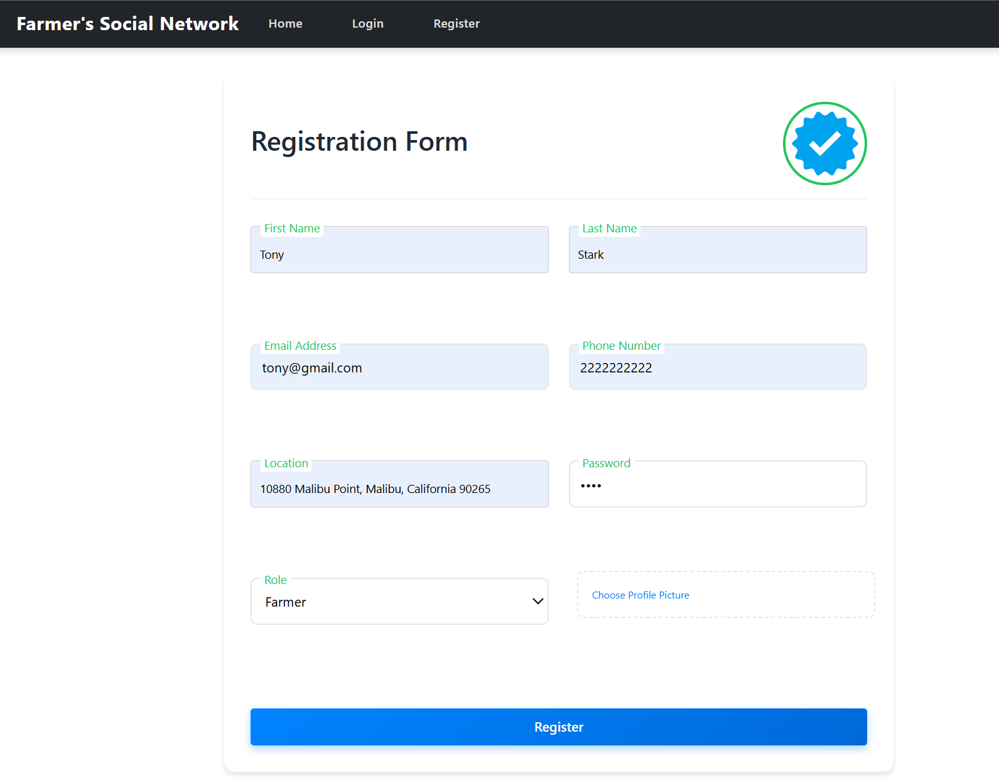 Farmer's Social Network Home Login Register
Registration Form
First Name Last Name
Tony Stark
Email Address Phone Number
tony@gmail.com 2222222222
Location Password
10880 Malibu Point, Malibu, California 90265 ••••
Role
Farmer Choose Profile Picture
Register